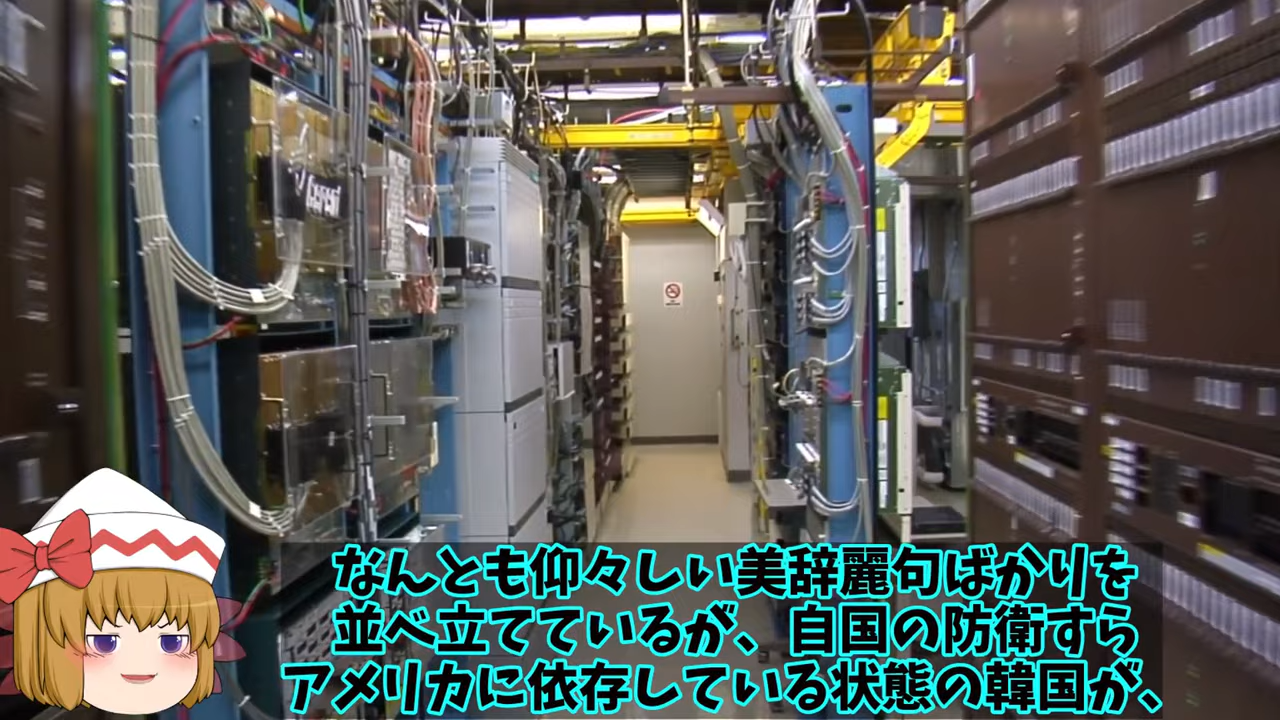 なんとも仰々しい美辞麗句ばかりを
並べ立てているが、自国の防衛すら
アメリカに依存している状態の韓国が、